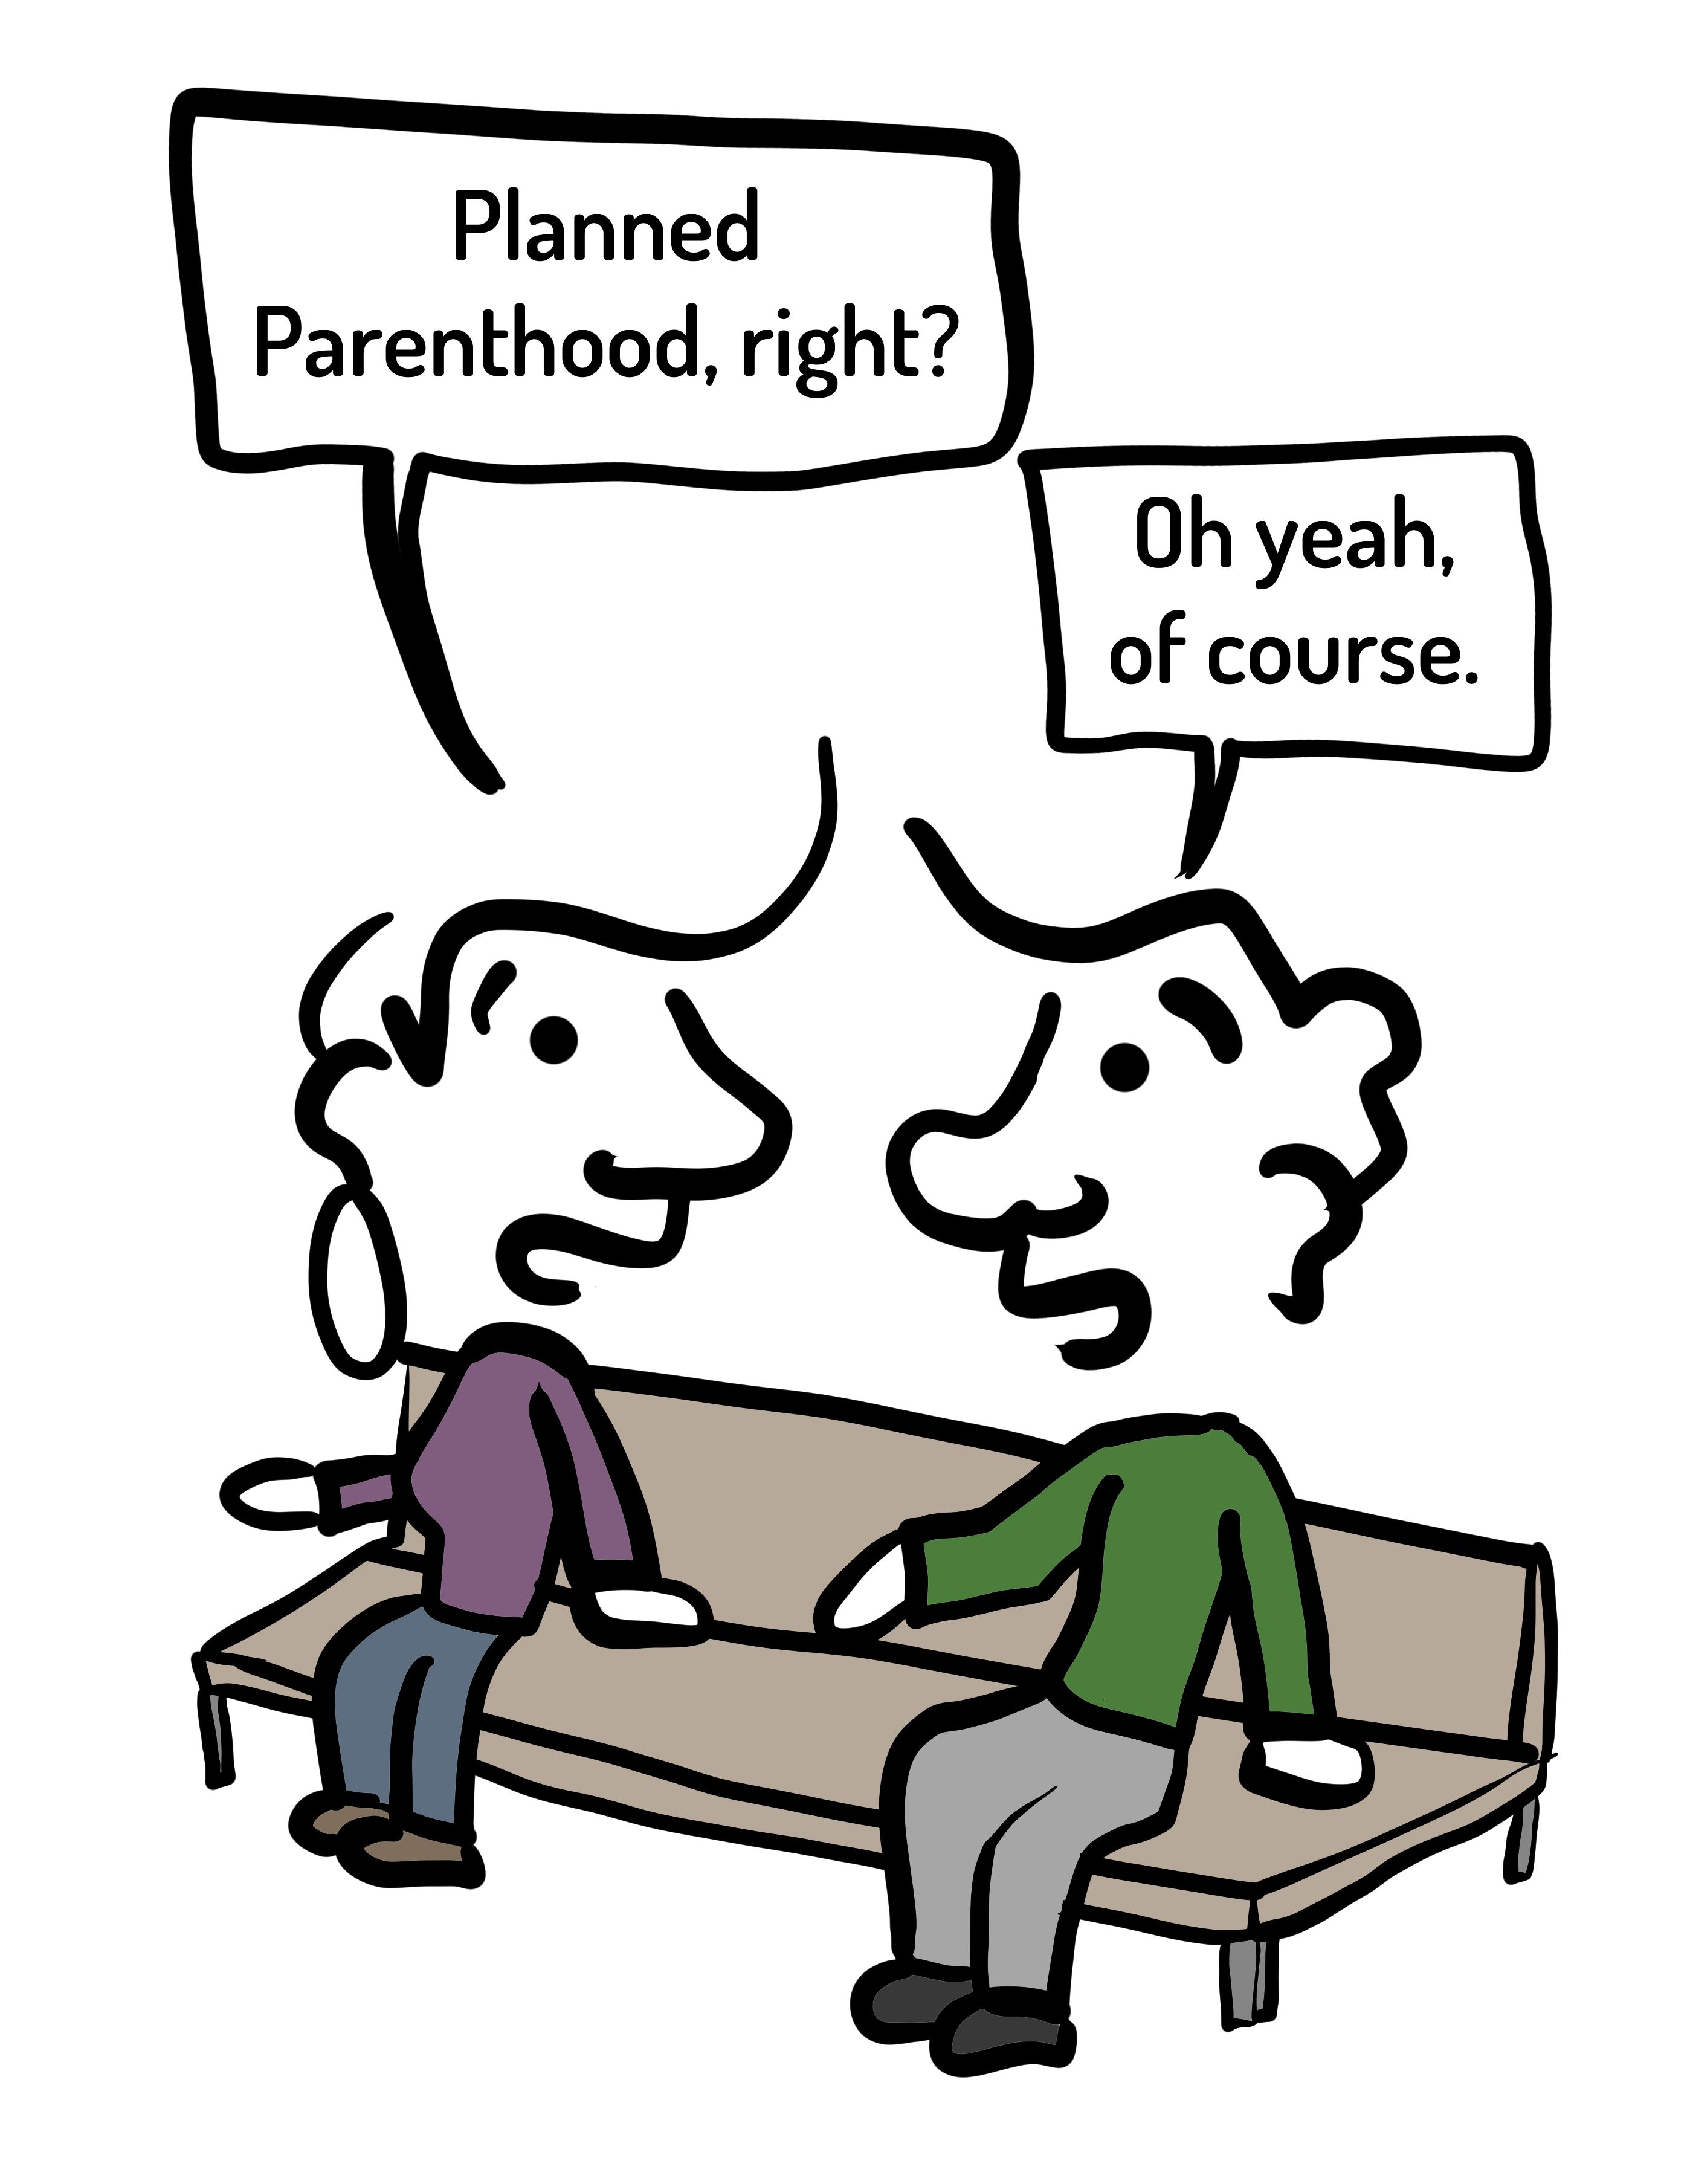 Planned
Parenthood, right?
Oh yeah,
of course.